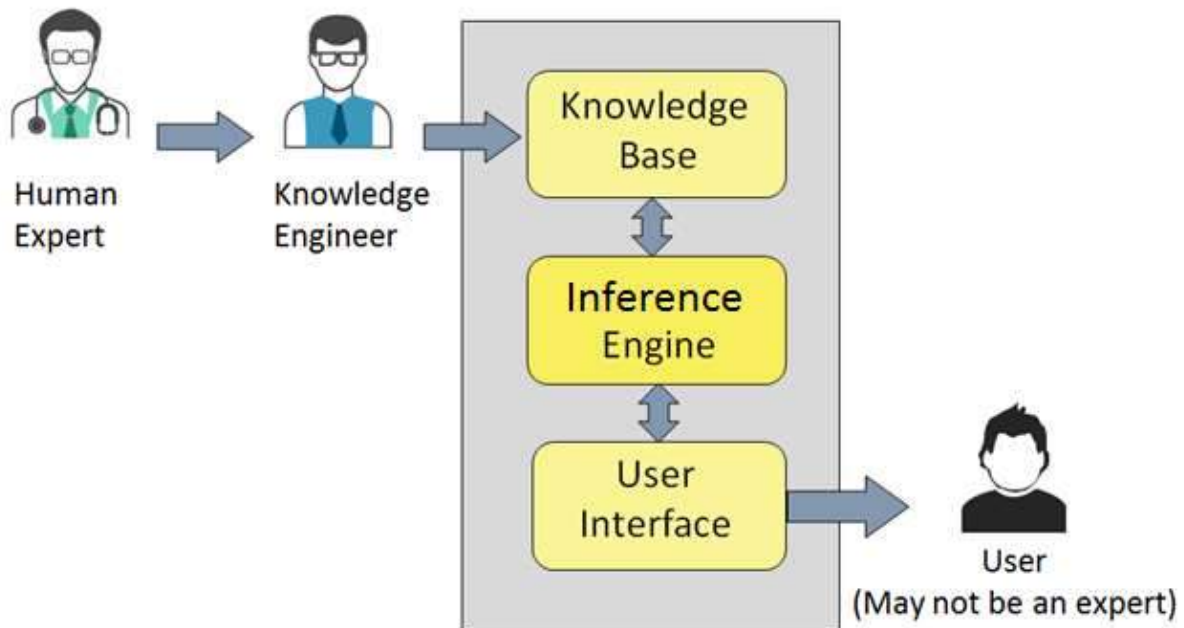 Human
Expert
Knowledge
Engineer
Knowledge
Base
Inference
Engine
User
Interface
User
(May not be an expert)